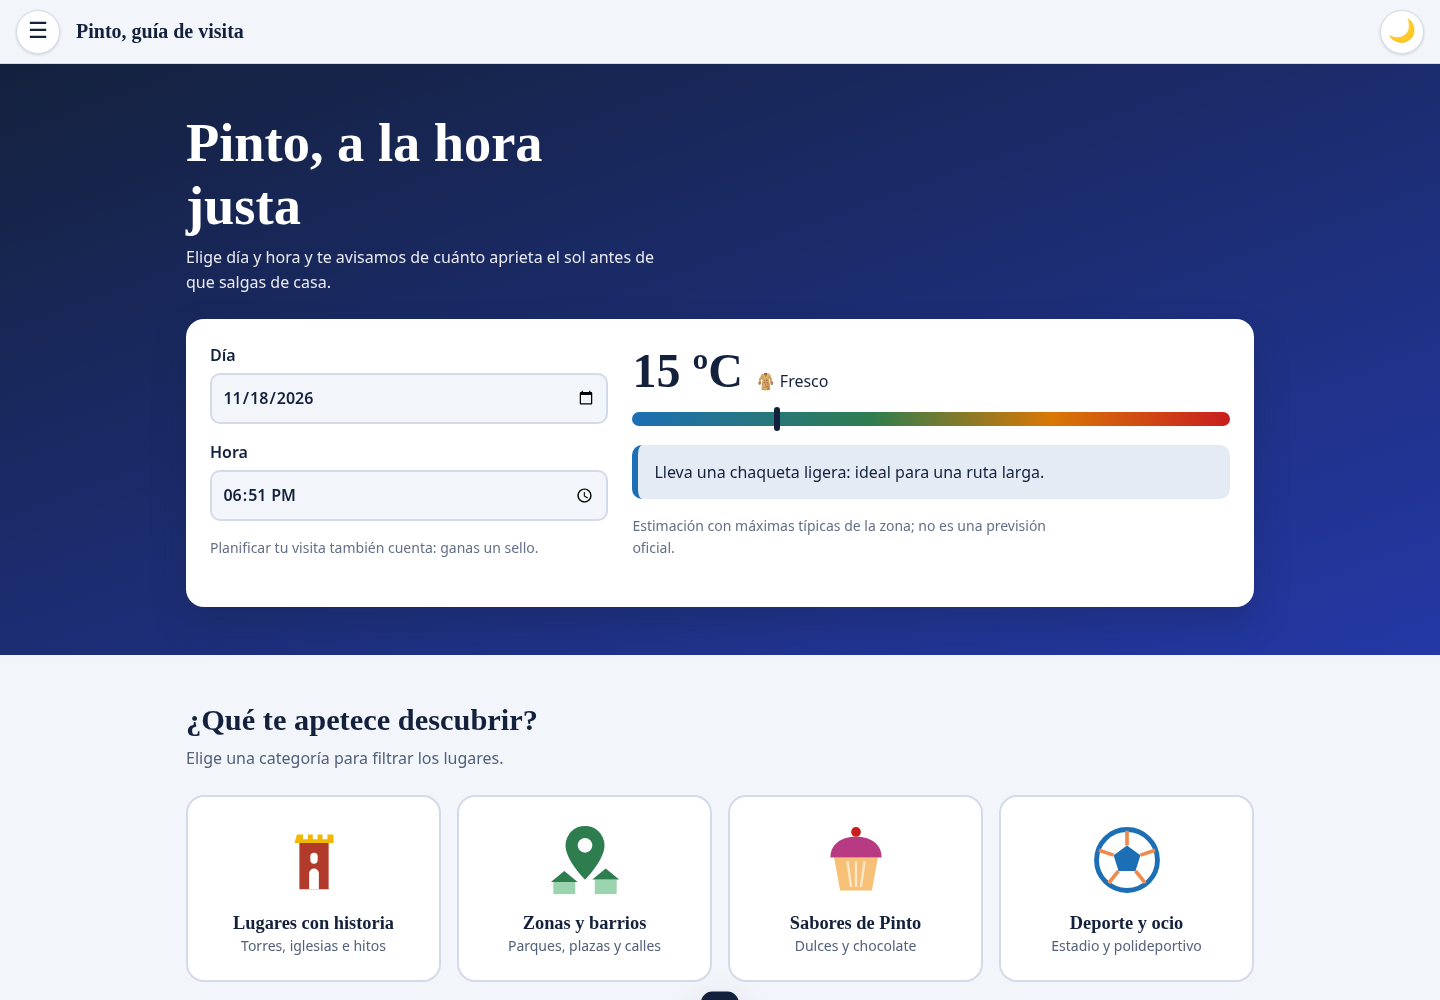 Pinto, guía de visita
Pinto, a la hora
justa
Elige día y hora y te avisamos de cuánto aprieta el sol antes de
que salgas de casa.
Día
11/18/2026
Hora
06:51 PM
Planificar tu visita también cuenta: ganas un sello.
15 ºC Fresco
Lleva una chaqueta ligera: ideal para una ruta larga.
Estimación con máximas típicas de la zona; no es una previsión
oficial.
¿Qué te apetece descubrir?
Elige una categoría para filtrar los lugares.
Lugares con historia
Torres, iglesias e hitos
Zonas y barrios
Parques, plazas y calles
Sabores de Pinto
Dulces y chocolate
Deporte y ocio
Estadio y polideportivo